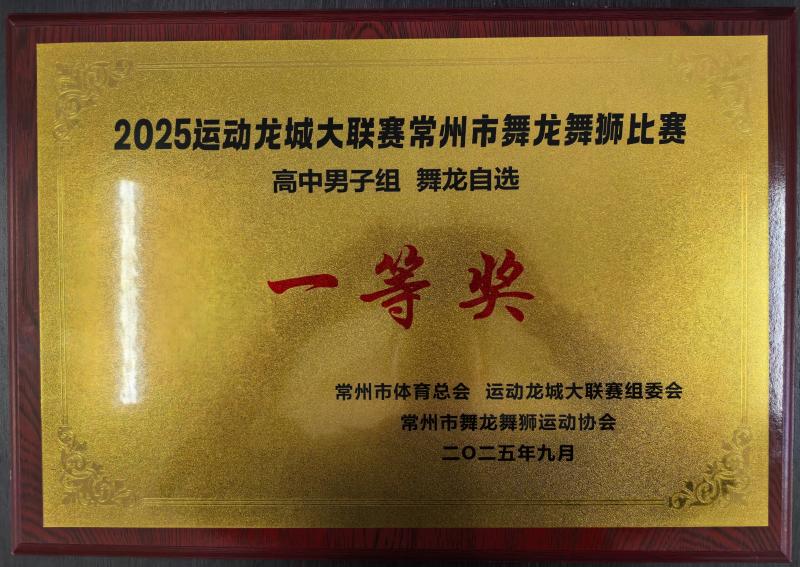 2025运动龙城大联赛常州市舞龙舞狮比赛
高中男子组 舞龙自选
一等奖
常州市体育总会 运动龙城大联赛组委会
常州市舞龙舞狮运动协会
二〇二五年九月